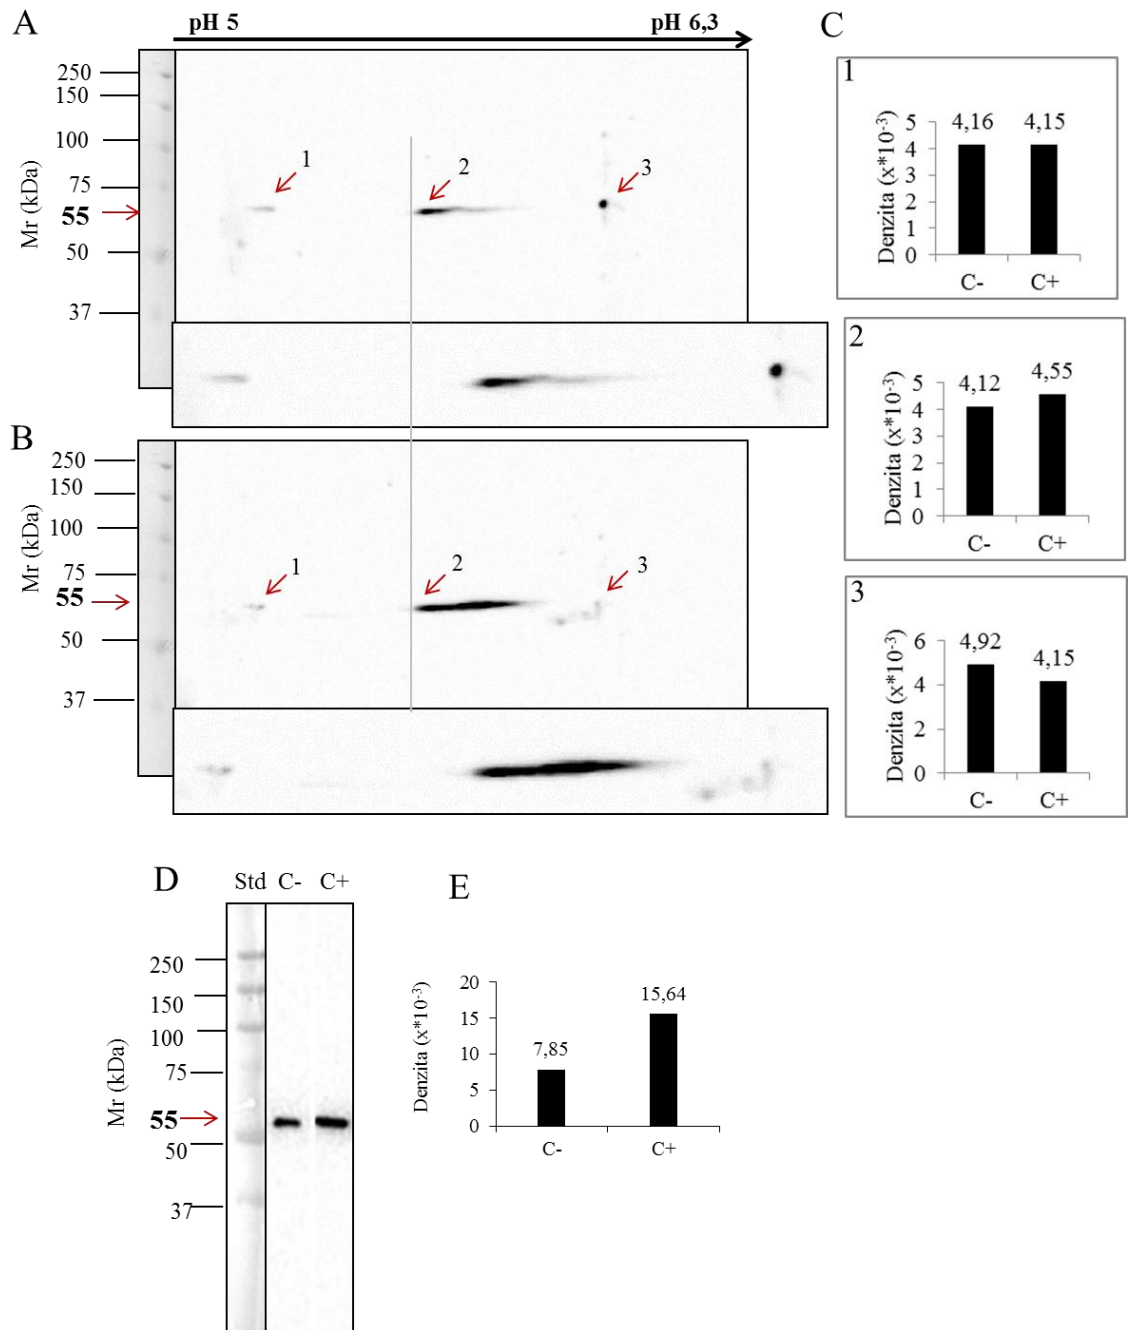 A
pH 5
pH 6,3
250
150
100
75
55
50
37
Mr (kDa)
1
2
3
B
250
150
100
75
55
50
37
Mr (kDa)
1
2
3
C
1
Denzita (x*10-3)
5
4
3
2
1
0
4,16
4,15
C-
C+
2
Denzita (x*10-3)
5
4
3
2
1
0
4,12
4,55
C-
C+
3
Denzita (x*10-3)
6
4
2
0
4,92
4,15
C-
C+
D
Std C- C+
250
150
100
75
55
50
37
Mr (kDa)
E
Denzita (x*10-3)
20
15
10
5
0
7,85
15,64
C-
C+